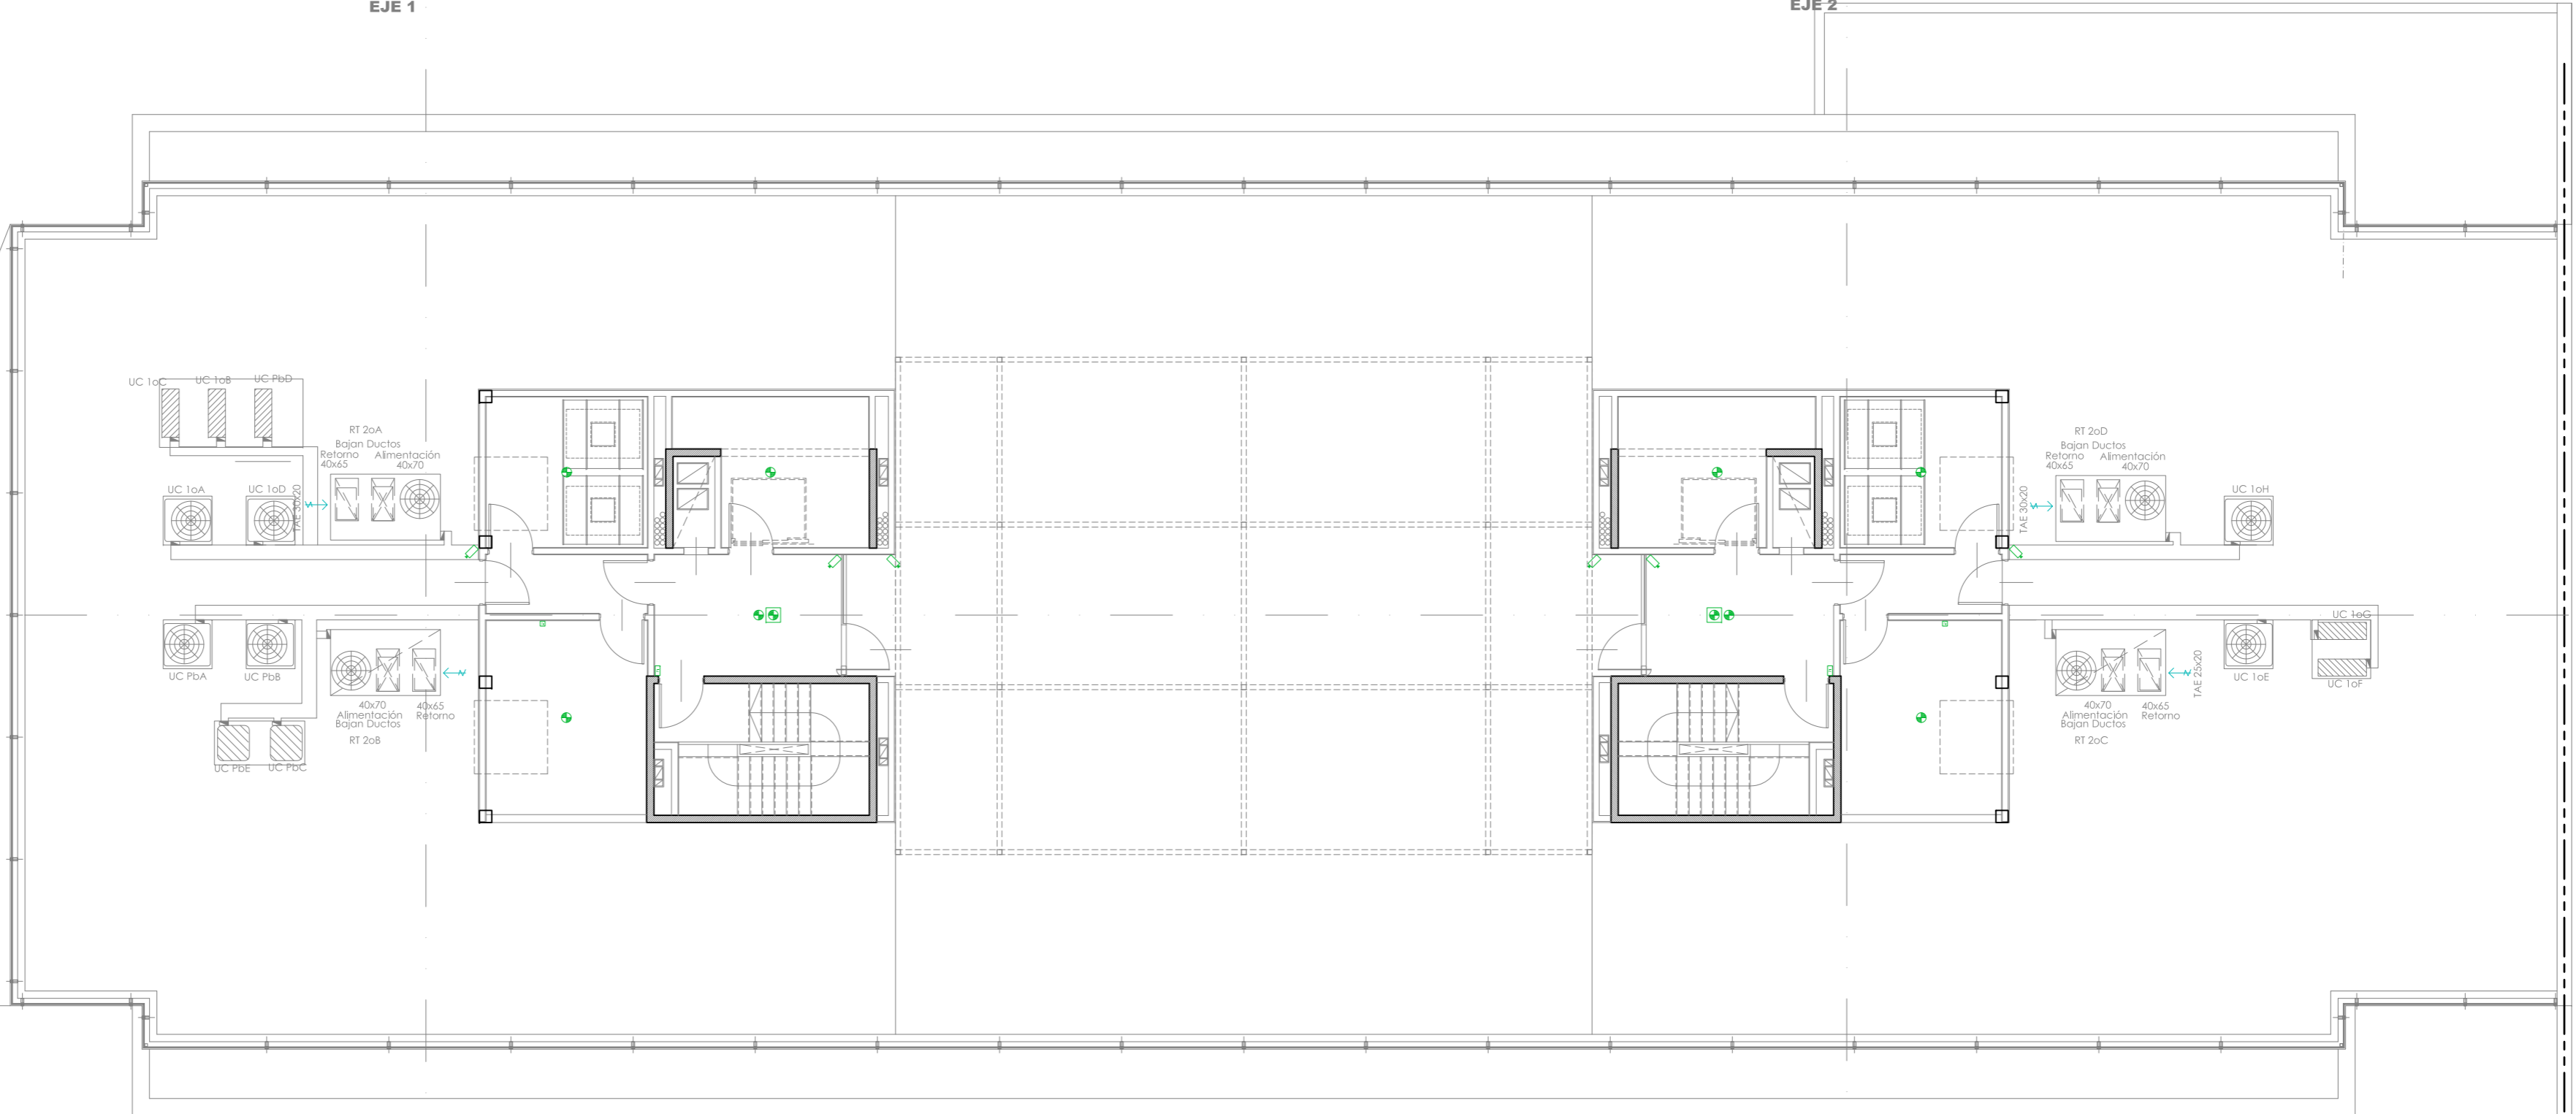 EJE 1
EJE 2
UC 1oC
UC 1oB
UC PbD
RT 2oA
Bajan Ductos
Retorno
Alimentación
40x65
40x70
UC 1oA
UC 1oD
TAE 30x20
UC PbA
UC PbB
40x70
Alimentación
Bajan Ductos
40x65
Retorno
RT 2oB
UC PbE
UC PbC
RT 2oD
Bajan Ductos
Retorno
Alimentación
40x65
40x70
TAE 30x20
UC 1oH
UC 1oG
UC 1oE
UC 1oF
TAE 25x20
40x70
Alimentación
Bajan Ductos
40x65
Retorno
RT 2oC